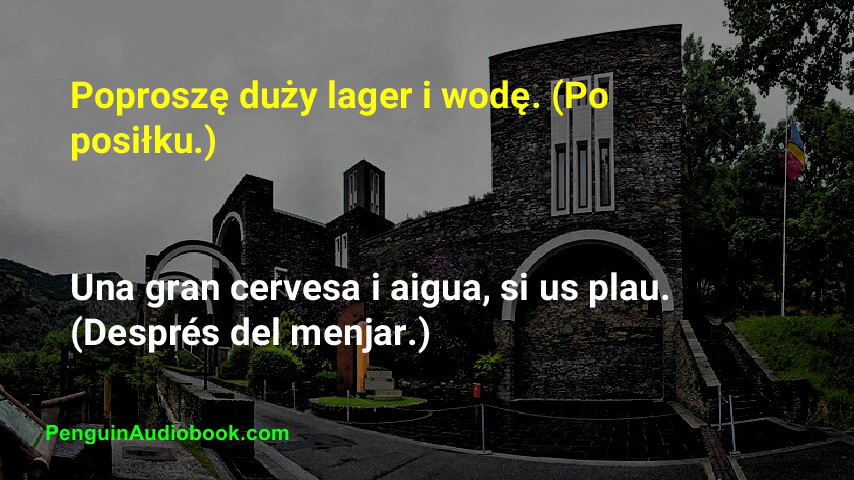 Poproszę duży lager i wodę. (Po
posiłku.)
Una gran cervesa i aigua, si us plau.
(Després del menjar.)
PenguinAudiobook.com